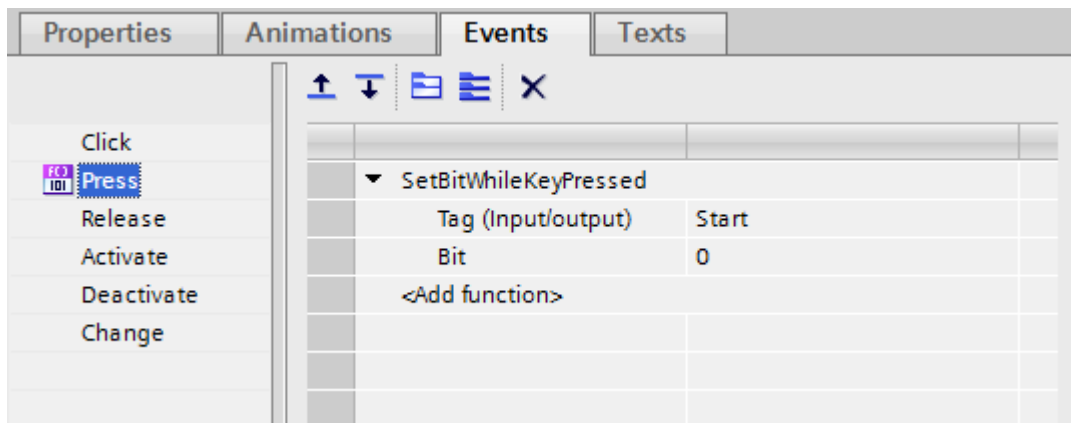 Properties Animations Events Texts
Click
Press
Release
Activate
Deactivate
Change
SetBitWhileKeyPressed
Tag (Input/output) Start
Bit 0
<Add function>